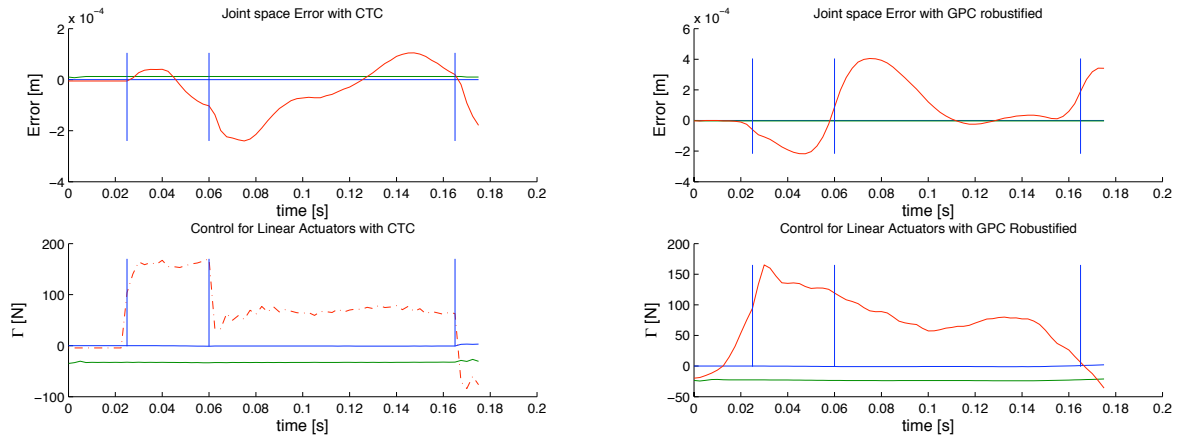 Joint space Error with CTC
x 10⁻⁴
Error [m]
2
0
−2
−4
0 0.02 0.04 0.06 0.08 0.1 0.12 0.14 0.16 0.18 0.2
time [s]
Joint space Error with GPC robustified
x 10⁻⁴
Error [m]
6
4
2
0
−2
−4
0 0.02 0.04 0.06 0.08 0.1 0.12 0.14 0.16 0.18 0.2
time [s]
Control for Linear Actuators with CTC
Γ [N]
200
100
0
−100
0 0.02 0.04 0.06 0.08 0.1 0.12 0.14 0.16 0.18 0.2
time [s]
Control for Linear Actuators with GPC Robustified
Γ [N]
200
150
100
50
0
−50
0 0.02 0.04 0.06 0.08 0.1 0.12 0.14 0.16 0.18 0.2
time [s]